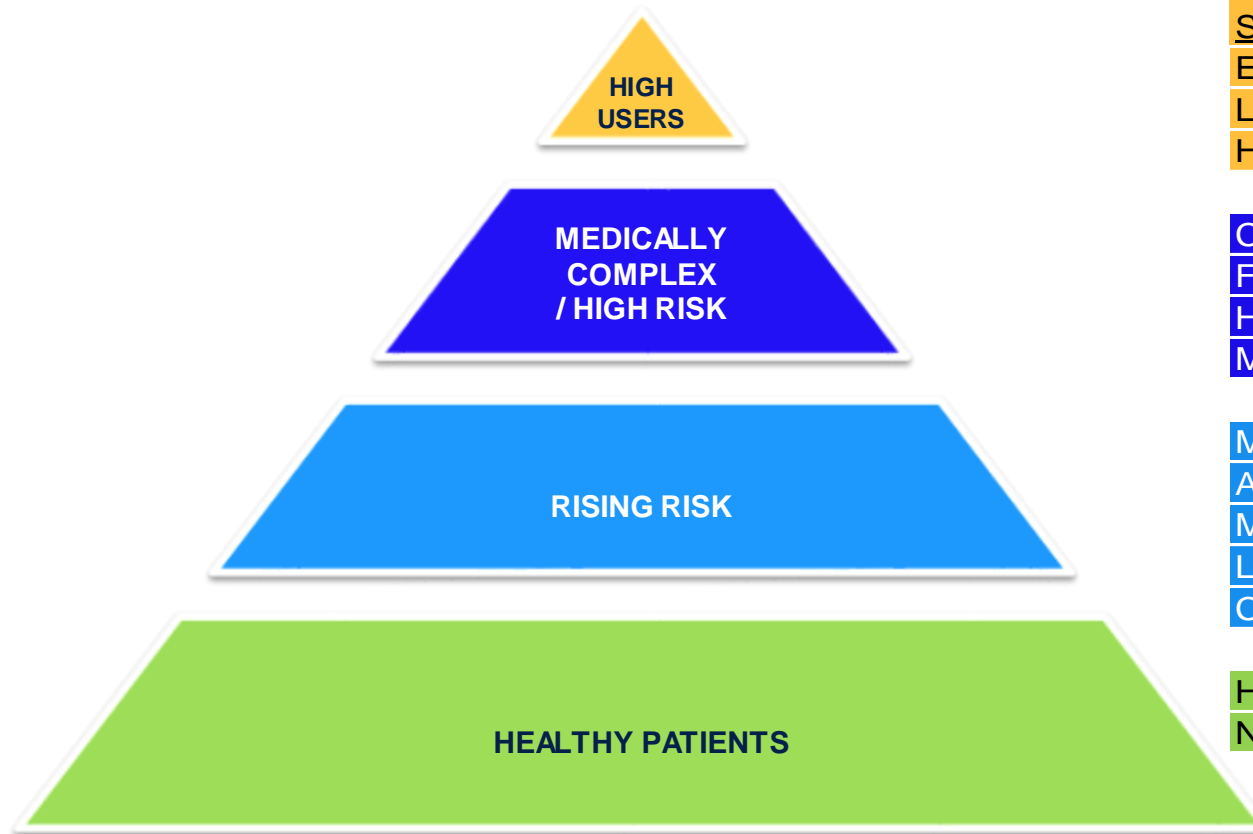 HIGH
USERS
MEDICALLY
COMPLEX
/ HIGH RISK
RISING RISK
HEALTHY PATIENTS
S
E
L
H
F
H
M
M
A
M
L
H
N